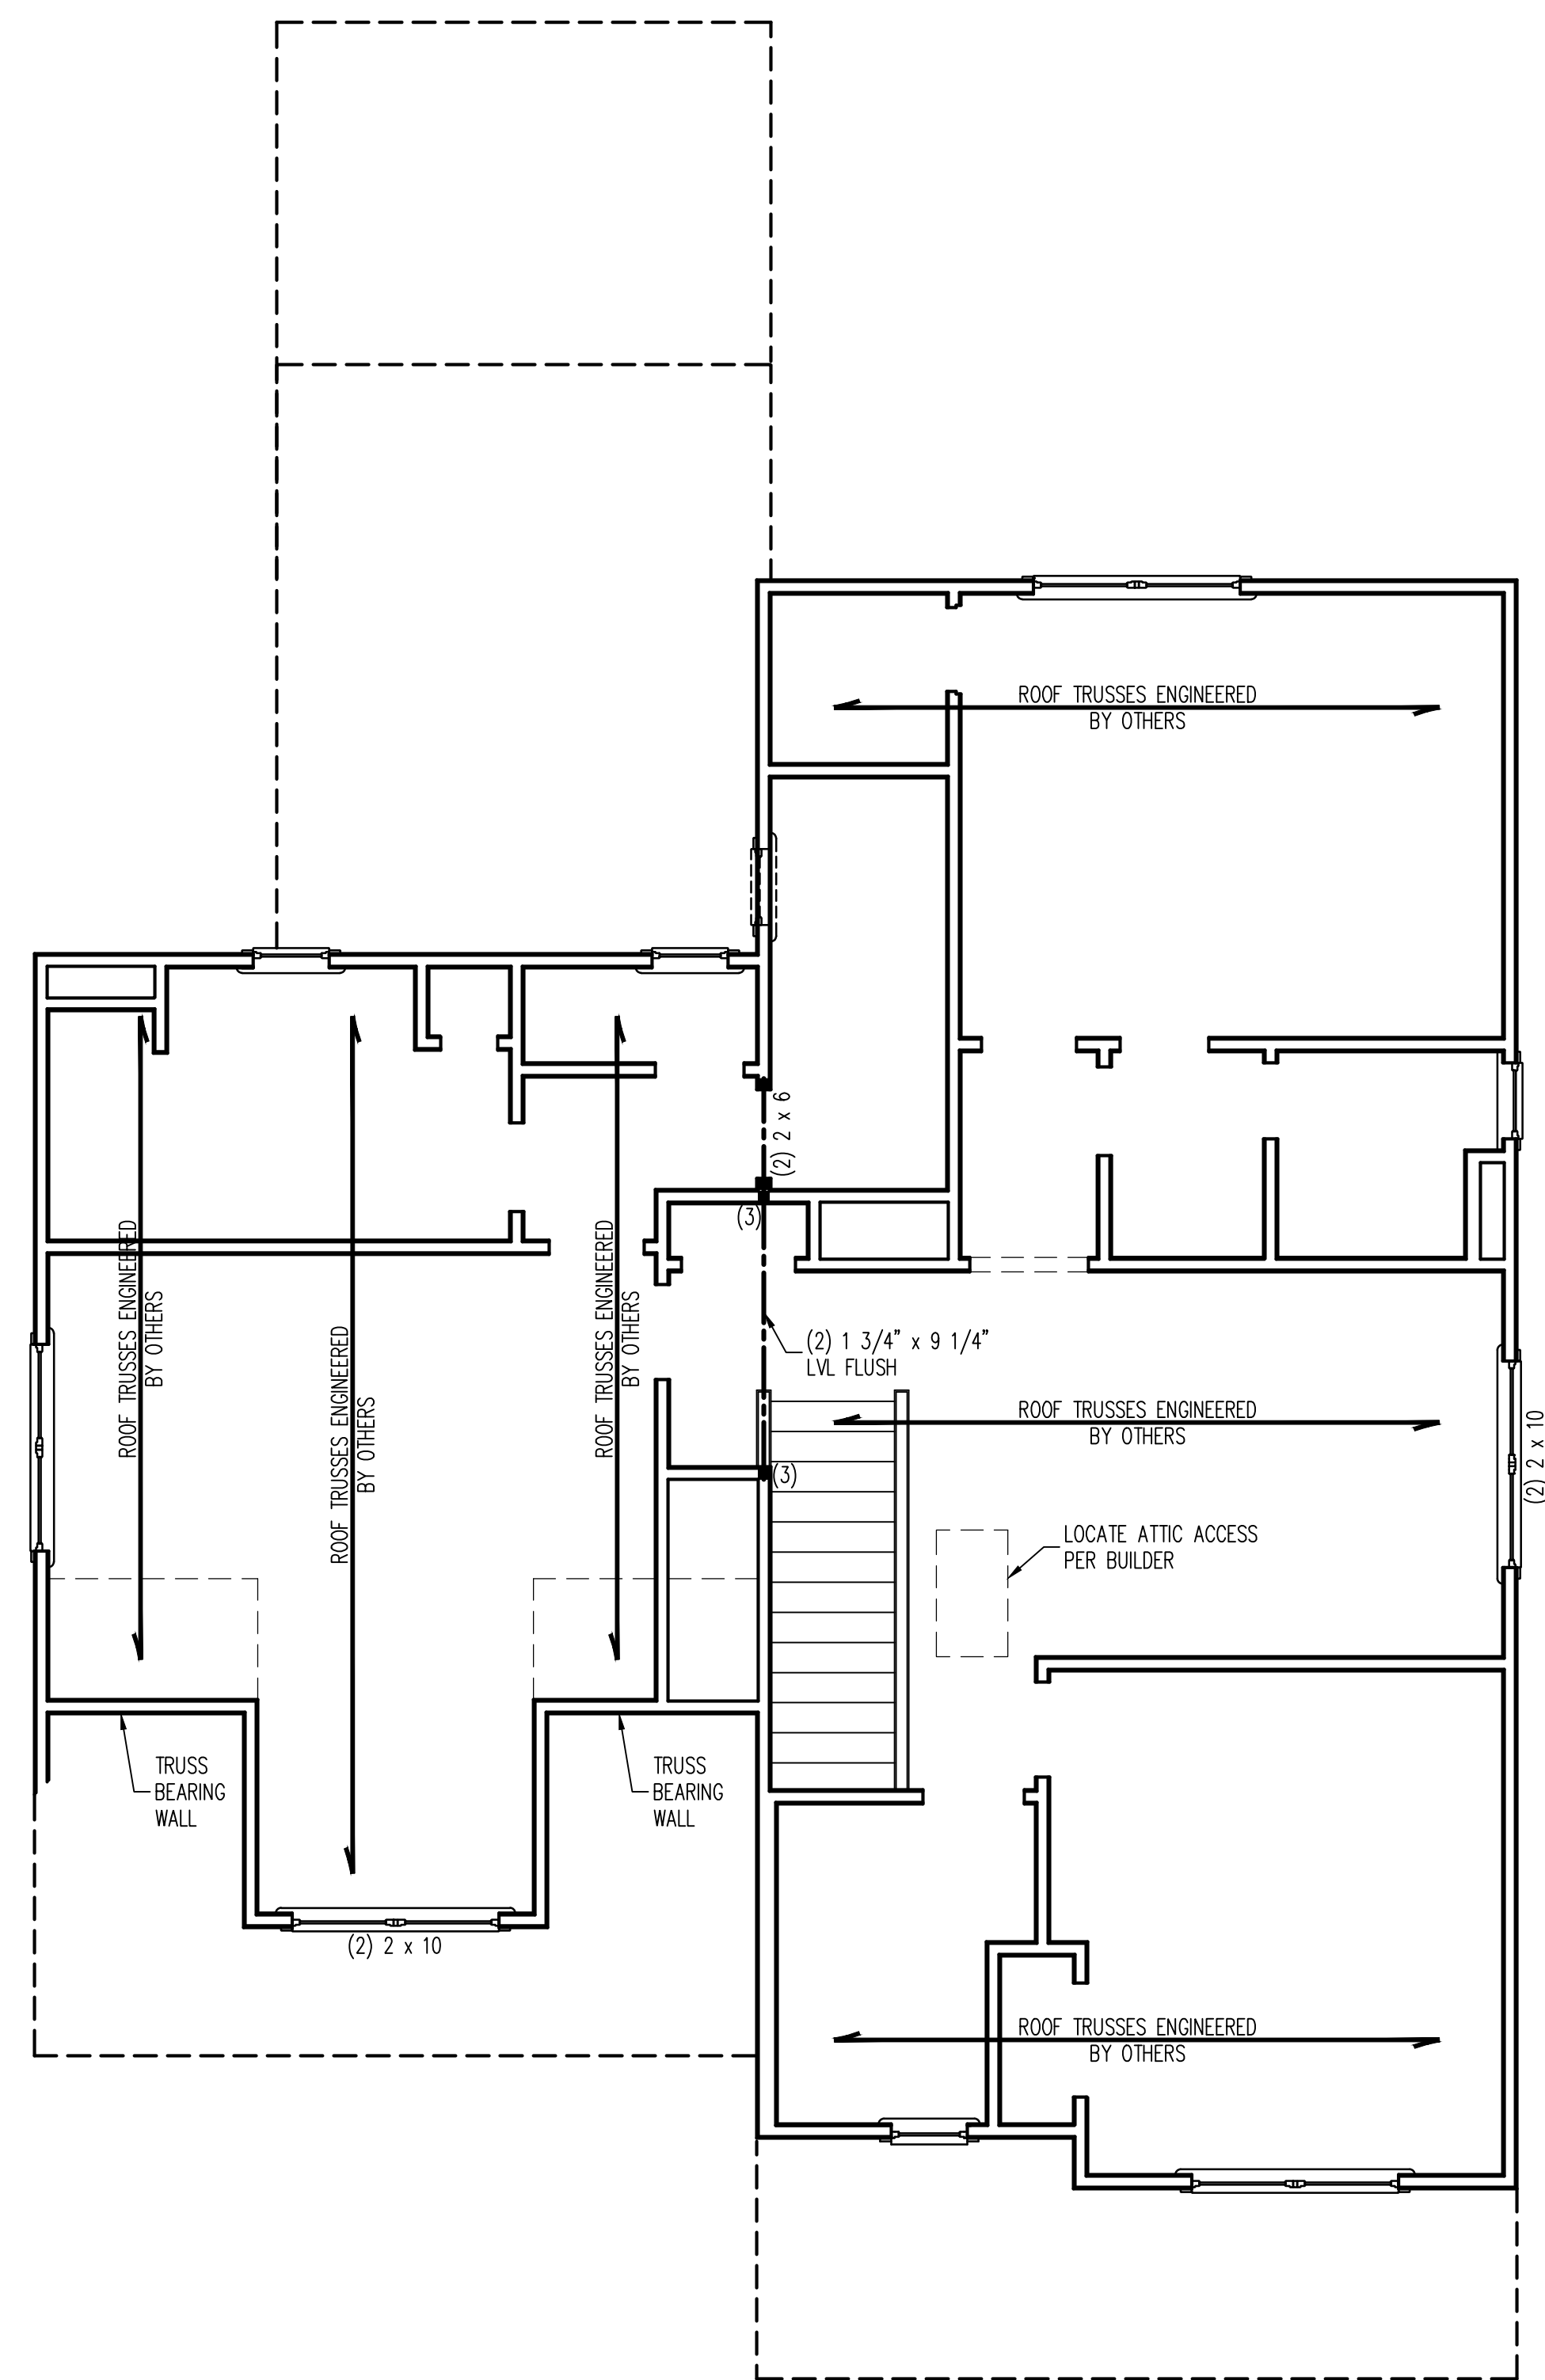 ROOF TRUSSES ENGINEERED
BY OTHERS
(2) 2 x 6
(3)
ROOF TRUSSES ENGINEERED
BY OTHERS
ROOF TRUSSES ENGINEERED
BY OTHERS
ROOF TRUSSES ENGINEERED
BY OTHERS
(2) 1 3/4" x 9 1/4"
LVL FLUSH
ROOF TRUSSES ENGINEERED
BY OTHERS
(2) 2 x 10
(3)
LOCATE ATTIC ACCESS
PER BUILDER
TRUSS
BEARING
WALL
TRUSS
BEARING
WALL
(2) 2 x 10
ROOF TRUSSES ENGINEERED
BY OTHERS